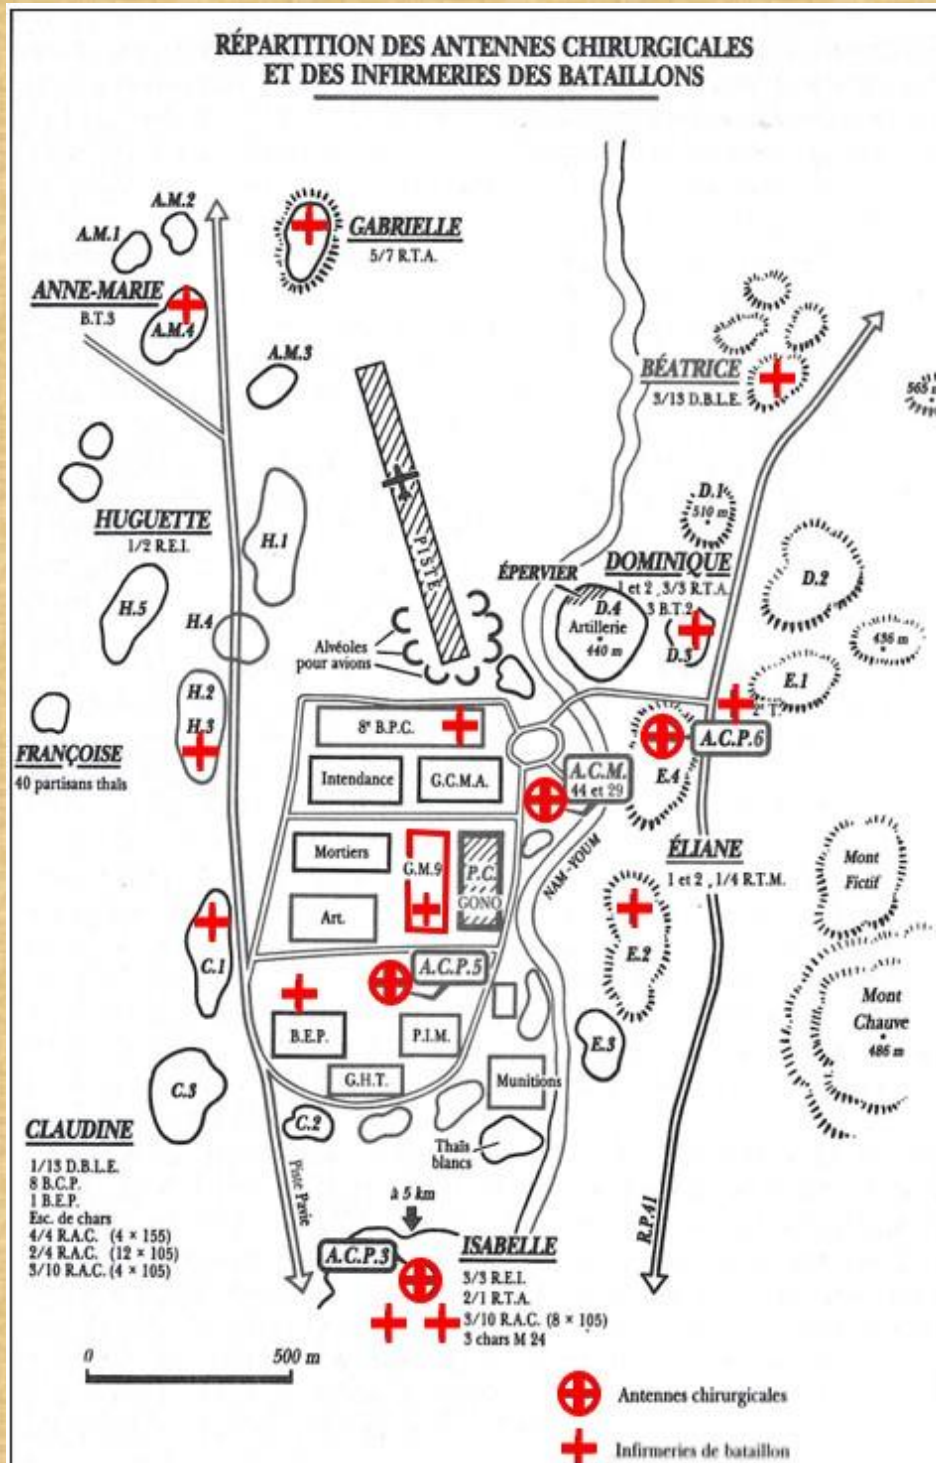 RÉPARTITION DES ANTENNES CHIRURGICALES
ET DES INFIRMERIES DES BATAILLONS
A.M.2
A.M.1
GABRIELLE
5/7 R.T.A.
ANNE-MARIE
B.T.3
A.M.4
A.M.3
BÉATRICE
3/13 D.B.L.E.
565
D.1
510 m
HUGUETTE
1/2 R.E.I.
H.1
PISTE
ÉPERVIER
DOMINIQUE
1 et 2, 3/3 R.T.A.
3 B.T.2
D.2
H.5
H.4
D.4
Artillerie
440 m
D.3
436 m
Alvéoles
pour avions
E.1
H.2
H.3
8e B.P.C.
A.C.P.6
FRANÇOISE
40 partisans thaïs
Intendance
G.C.M.A.
A.C.M.
44 et 29
E.4
Mortiers
G.M.9
P.C.
GONO
NAM-YOUM
ÉLIANE
1 et 2, 1/4 R.T.M.
Mont
Fictif
Art.
C.1
A.C.P.5
E.2
Mont
Chauve
486 m
B.E.P.
P.I.M.
E.3
C.3
G.H.T.
Munitions
C.2
Thaïs
blancs
CLAUDINE
1/13 D.B.L.E.
8 B.C.P.
1 B.E.P.
Esc. de chars
4/4 R.A.C. (4 × 155)
2/4 R.A.C. (12 × 105)
3/10 R.A.C. (4 × 105)
Piste Pavie
à 5 km
R.P.41
A.C.P.3
ISABELLE
3/3 R.E.I.
2/1 R.T.A.
3/10 R.A.C. (8 × 105)
3 chars M 24
0 500 m
Antennes chirurgicales
Infirmeries de bataillon